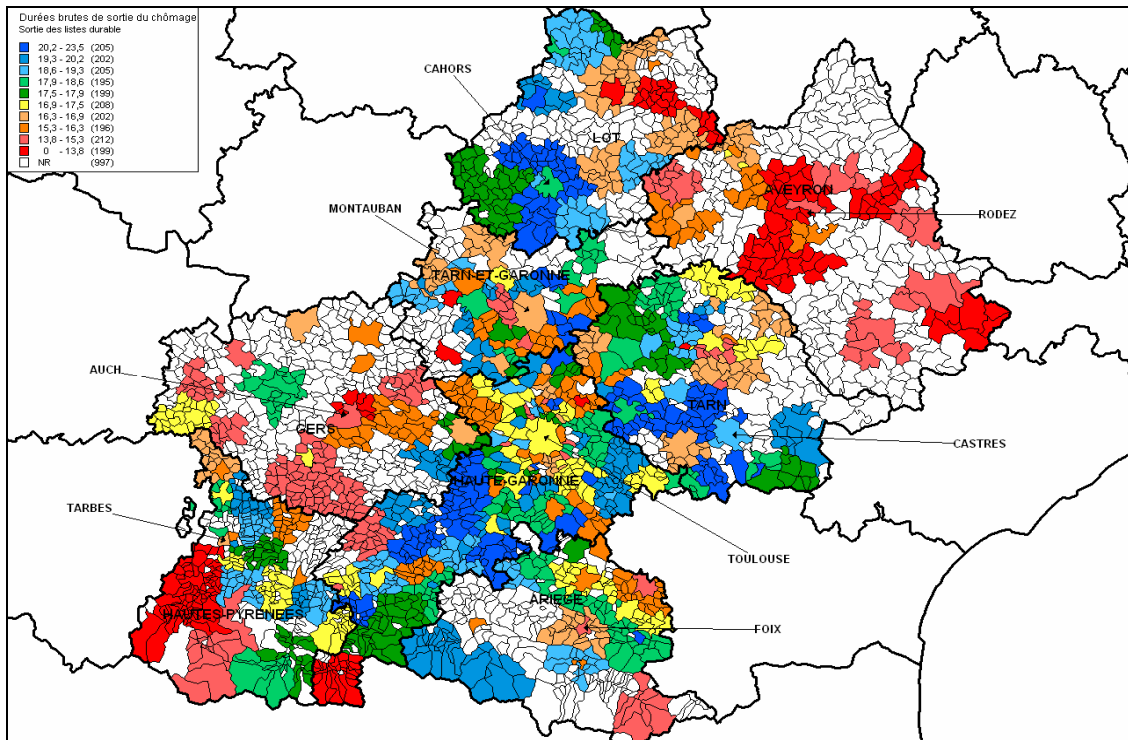 Durées brutes de sortie du chômage
Sortie des listes durable
20,2 - 23,5 (205)
19,3 - 20,2 (202)
18,6 - 19,3 (205)
17,9 - 18,6 (195)
17,5 - 17,9 (199)
16,9 - 17,5 (208)
16,3 - 16,9 (202)
15,3 - 16,3 (196)
13,8 - 15,3 (212)
0 - 13,8 (199)
NR (997)
CAHORS
LOT
AVEYRON
RODEZ
MONTAUBAN
TARN-ET-GARONNE
AUCH
GERS
TARN
CASTRES
HAUTE-GARONNE
TARBES
TOULOUSE
ARIEGE
HAUTES-PYRENEES
FOIX